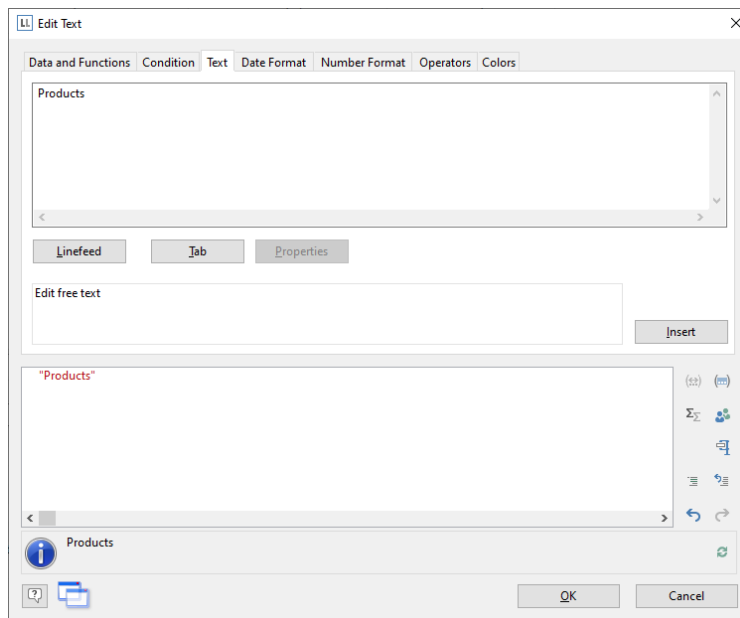 LL Edit Text
Data and Functions Condition Text Date Format Number Format Operators Colors
Products
Linefeed Tab Properties
Edit free text
Insert
"Products"
Products
OK Cancel